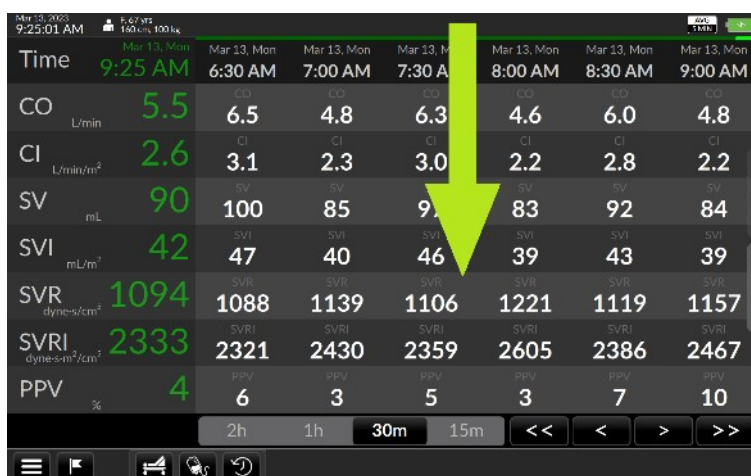 Mar 13, 2023
9:25:01 AM
F, 67 yrs
160 cm, 100 kg
AVG
5 MIN
Time
Mar 13, Mon
9:25 AM
Mar 13, Mon
6:30 AM
Mar 13, Mon
7:00 AM
Mar 13, M
7:30 A
Mar 13, Mon
8:00 AM
Mar 13, Mon
8:30 AM
Mar 13, Mon
9:00 AM
CO L/min 5.5
CO CO CO CO CO CO
6.5 4.8 6.3 4.6 6.0 4.8
CI L/min/m² 2.6
CI CI CI CI CI CI
3.1 2.3 3.0 2.2 2.8 2.2
SV mL 90
SV SV SV SV SV SV
100 85 83 92 84
SVI mL/m² 42
SVI SVI SVI SVI SVI SVI
47 40 46 39 43 39
SVR dyne-s/cm⁵ 1094
SVR SVR SVR SVR SVR SVR
1088 1139 1106 1221 1119 1157
SVRI dyne-s-m²/cm⁵ 2333
SVRI SVRI SVRI SVRI SVRI SVRI
2321 2430 2359 2605 2386 2467
PPV % 4
PPV PPV PPV PPV PPV PPV
6 3 5 3 7 10
2h 1h 30m 15m << < > >>